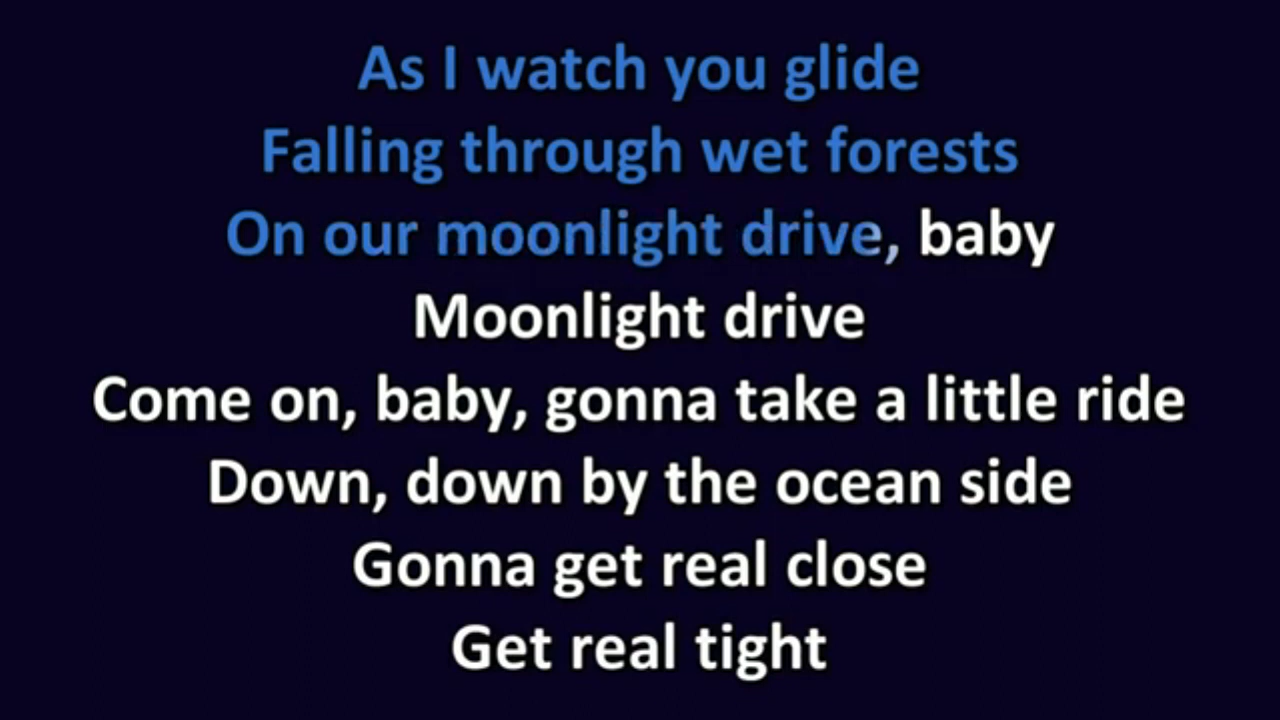 As I watch you glide
Falling through wet forests
On our moonlight drive, baby
Moonlight drive
Come on, baby, gonna take a little ride
Down, down by the ocean side
Gonna get real close
Get real tight